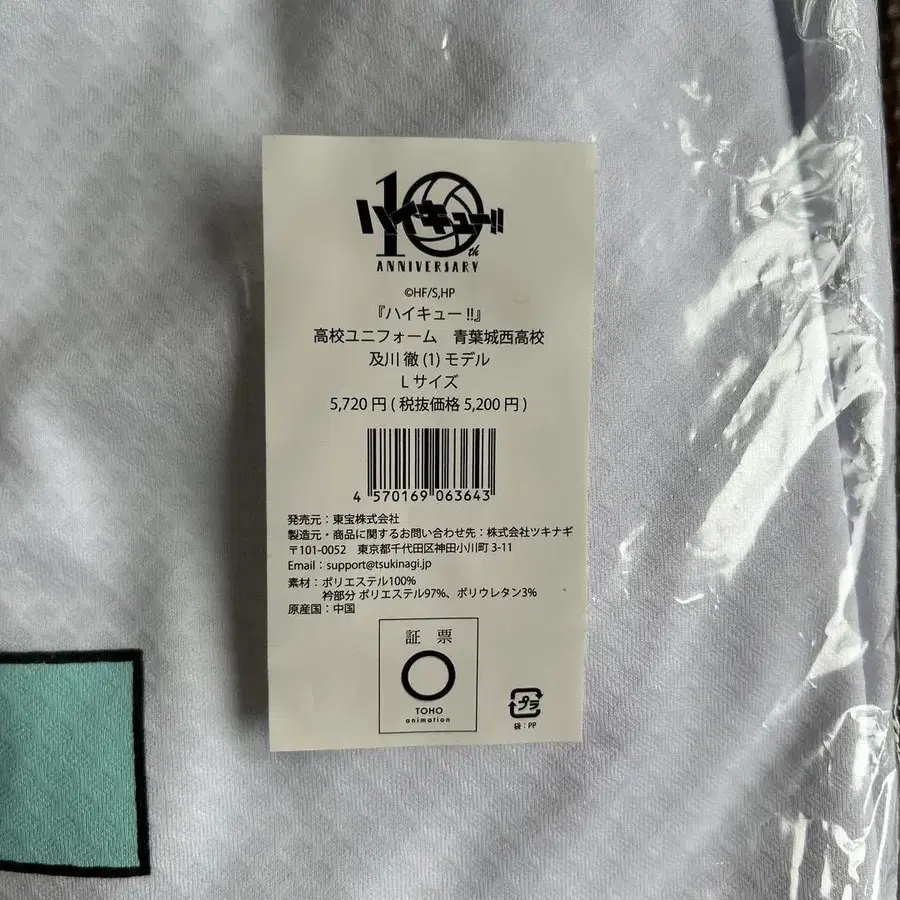 10th
ハイキュー!!
ANNIVERSARY
©HF/S,HP
『ハイキュー!!』
高校ユニフォーム　青葉城西高校
及川 徹 (1) モデル
L サイズ
5,720 円 ( 税抜価格 5,200 円 )
4 570169 063643
発売元：東宝株式会社
製造元・商品に関するお問い合わせ先：株式会社ツキナギ
〒101-0052　東京都千代田区神田小川町 3-11
Email：support@tsukinagi.jp
素材：ポリエステル100%
衿部分 ポリエステル97%、ポリウレタン3%
原産国：中国
証 票
TOHO
animation
プラ
袋：PP